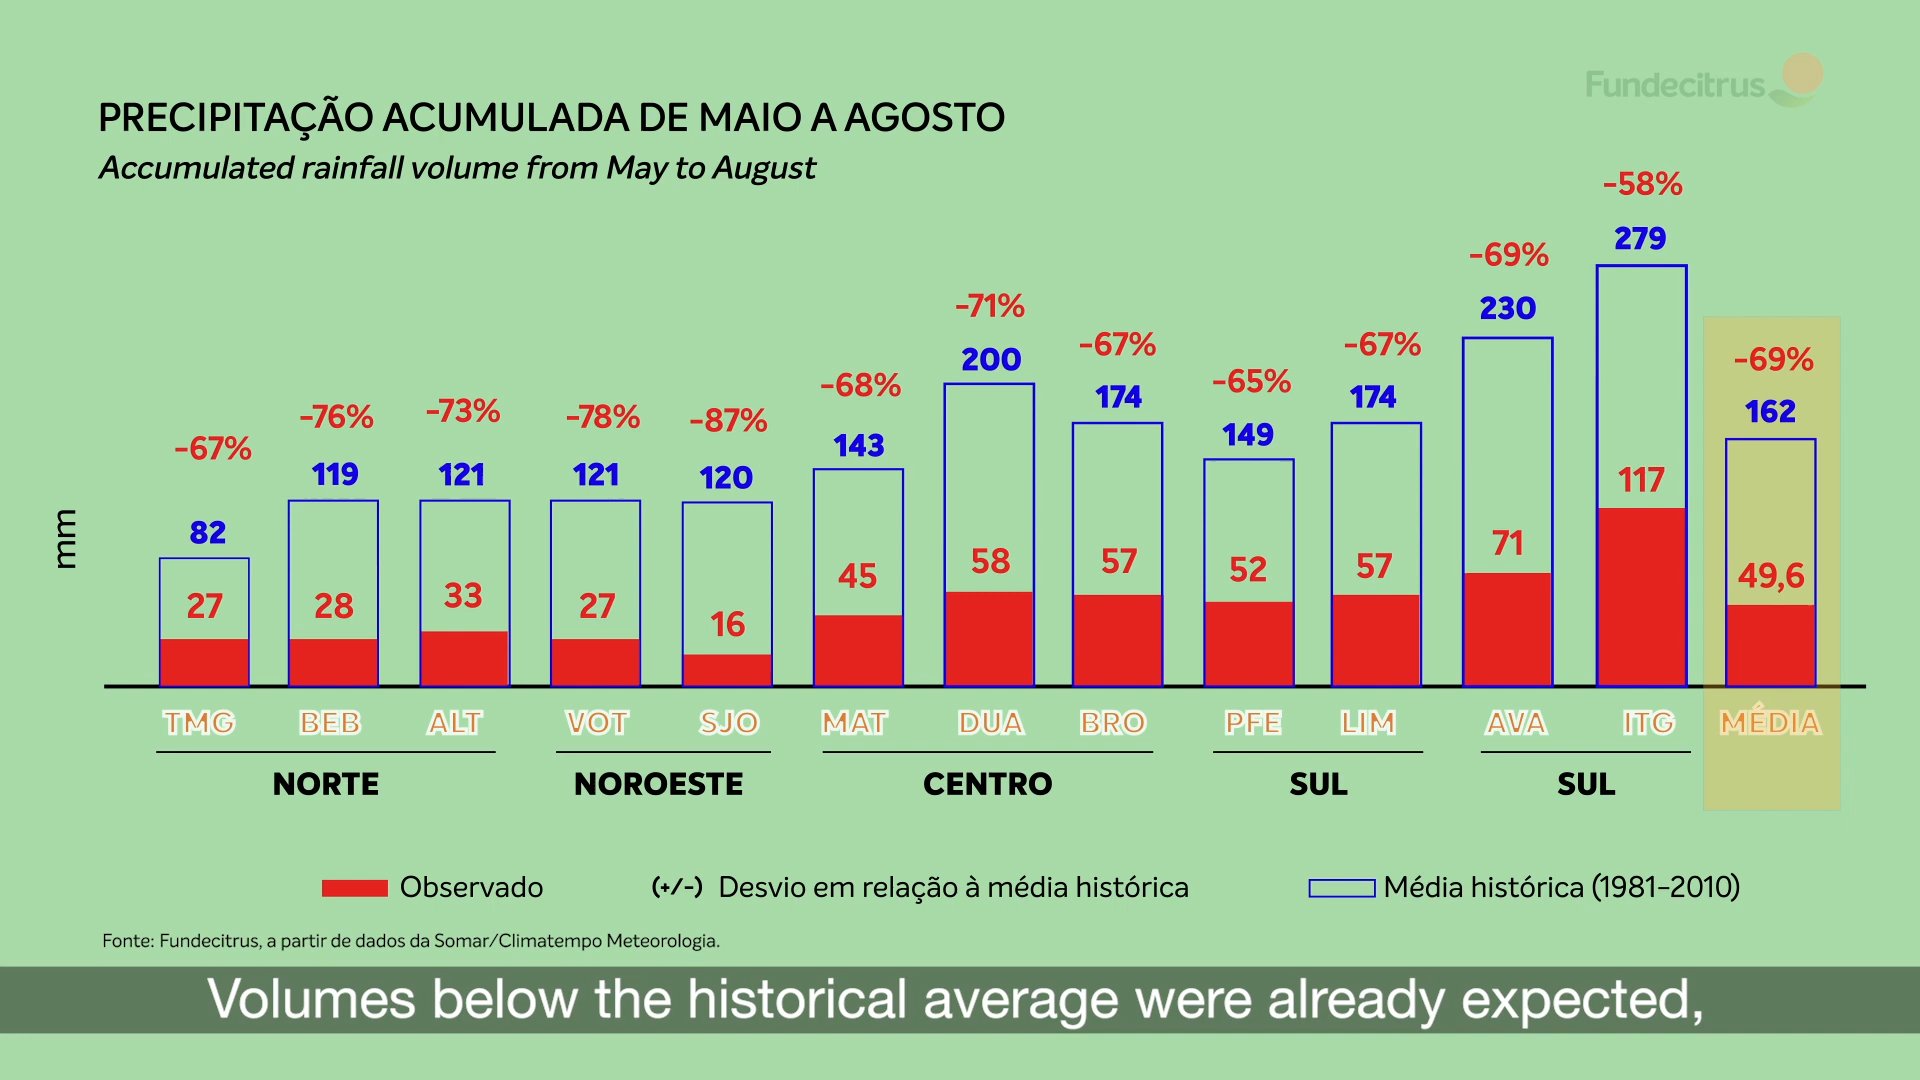 Fundecitrus
PRECIPITAÇÃO ACUMULADA DE MAIO A AGOSTO
Accumulated rainfall volume from May to August
-67% -76% -73% -78% -87% -68% -71% -67% -65% -67% -69% -58% -69%
82 119 121 121 120 143 200 174 149 174 230 279 162
mm
27 28 33 27 16 45 58 57 52 57 71 117 49,6
TMG BEB ALT VOT SJO MAT DUA BRO PFE LIM AVA ITG MÉDIA
NORTE NOROESTE CENTRO SUL SUL
Observado (+/-) Desvio em relação à média histórica Média histórica (1981-2010)
Fonte: Fundecitrus, a partir de dados da Somar/Climatempo Meteorologia.
Volumes below the historical average were already expected,